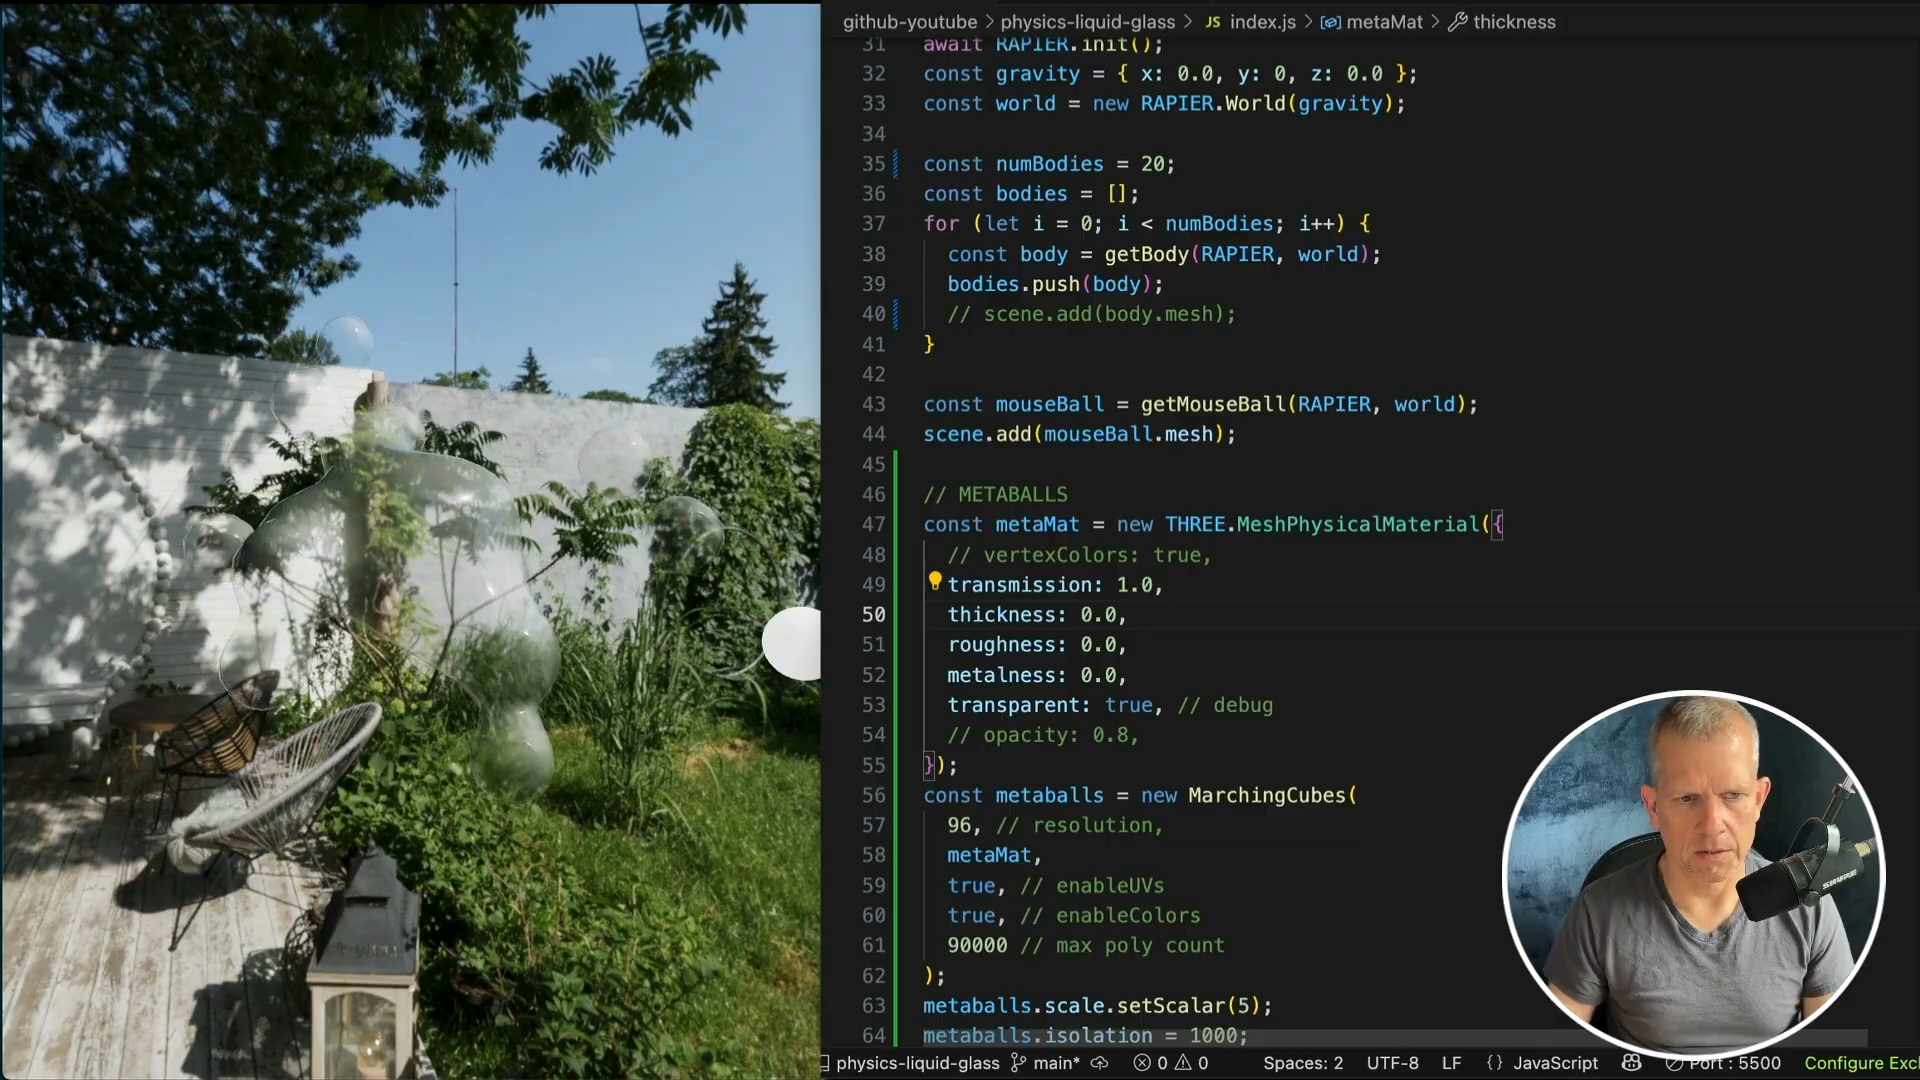 github-youtube > physics-liquid-glass > JS index.js > metaMat > thickness
31 await RAPIER.init();
32 const gravity = { x: 0.0, y: 0, z: 0.0 };
33 const world = new RAPIER.World(gravity);
34
35 const numBodies = 20;
36 const bodies = [];
37 for (let i = 0; i < numBodies; i++) {
38 const body = getBody(RAPIER, world);
39 bodies.push(body);
40 // scene.add(body.mesh);
41 }
42
43 const mouseBall = getMouseBall(RAPIER, world);
44 scene.add(mouseBall.mesh);
45
46 // METABALLS
47 const metaMat = new THREE.MeshPhysicalMaterial({
48 // vertexColors: true,
49 transmission: 1.0,
50 thickness: 0.0,
51 roughness: 0.0,
52 metalness: 0.0,
53 transparent: true, // debug
54 // opacity: 0.8,
55 });
56 const metaballs = new MarchingCubes(
57 96, // resolution,
58 metaMat,
59 true, // enableUVs
60 true, // enableColors
61 90000 // max poly count
62 );
63 metaballs.scale.setScalar(5);
64 metaballs.isolation = 1000;
physics-liquid-glass main* 0 0 Spaces: 2 UTF-8 LF {} JavaScript Port : 5500 Configure Exc
SHURE